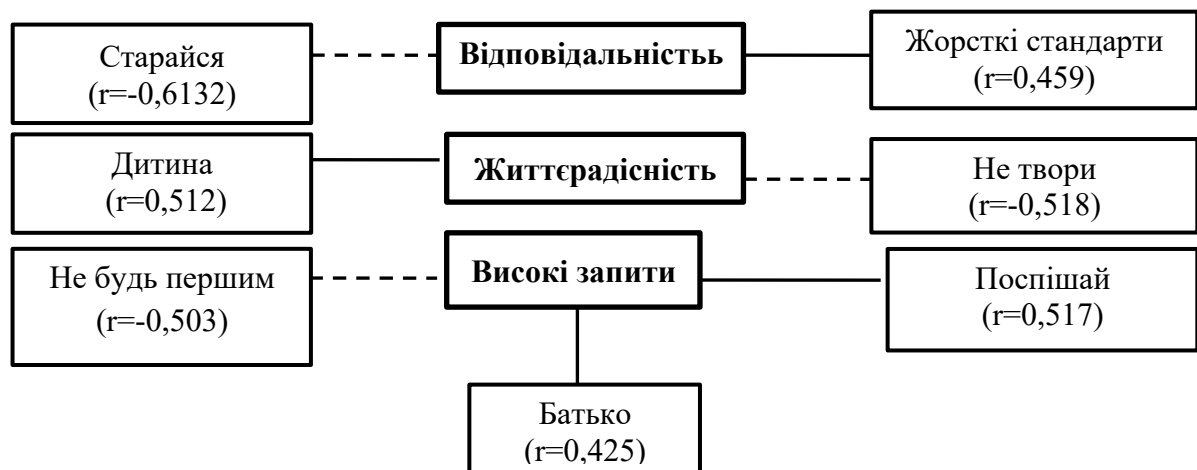 Старайся
(r=-0,6132)
Відповідальністьь
Жорсткі стандарти
(r=0,459)
Дитина
(r=0,512)
Життєрадісність
Не твори
(r=-0,518)
Не будь першим
(r=-0,503)
Високі запити
Поспішай
(r=0,517)
Батько
(r=0,425)